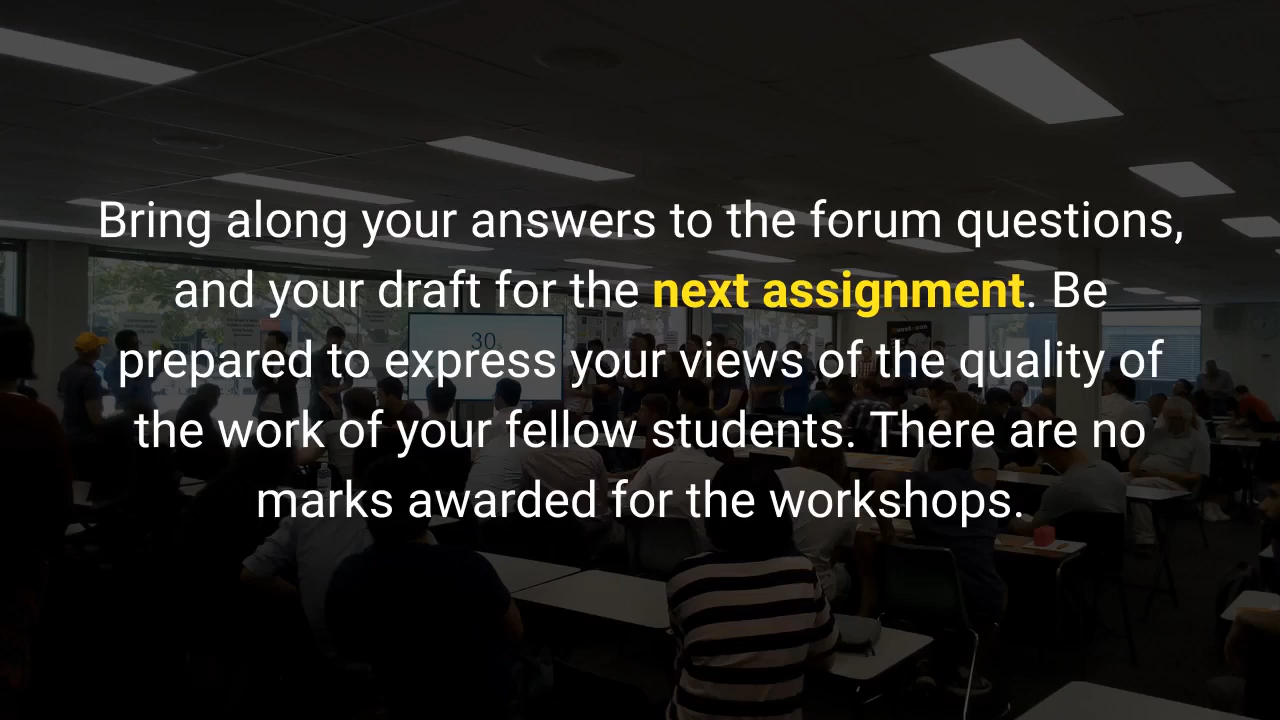 Bring along your answers to the forum questions,
and your draft for the next assignment. Be
prepared to express your views of the quality of
the work of your fellow students. There are no
marks awarded for the workshops.
30